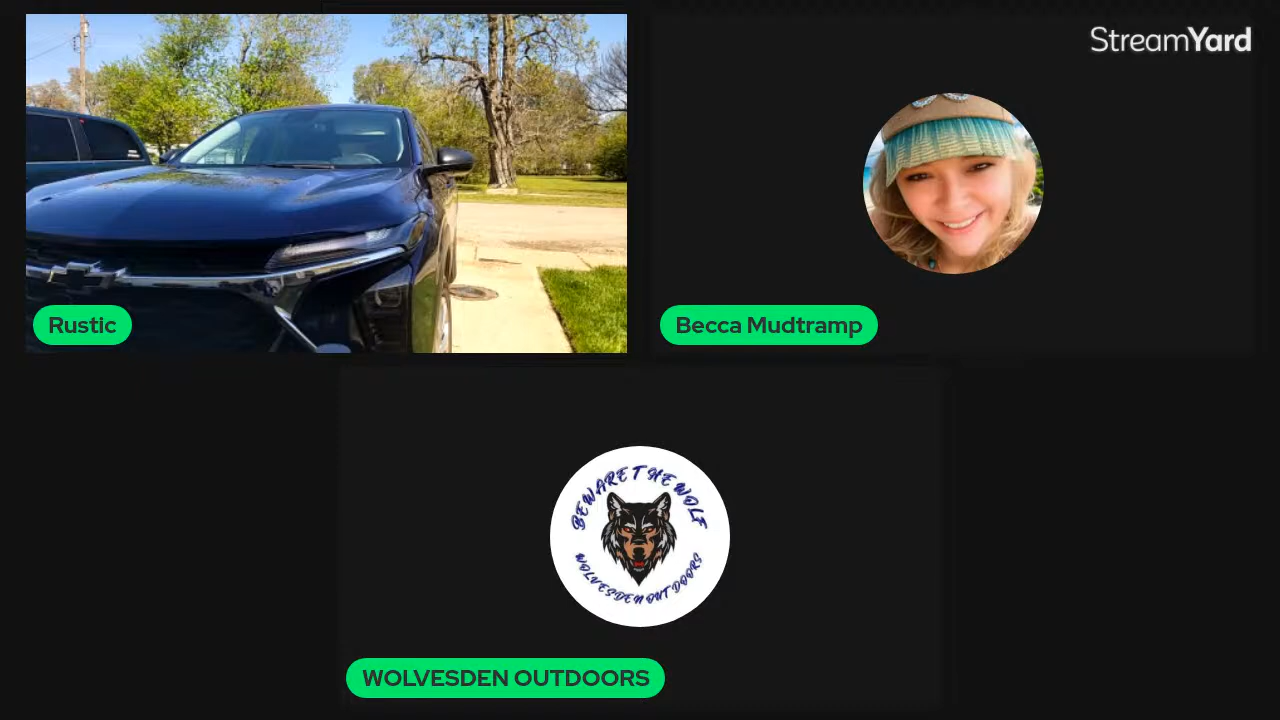 StreamYard
Rustic
Becca Mudtramp
BEWARE THE WOLF
WOLVESDEN OUTDOORS
WOLVESDEN OUTDOORS